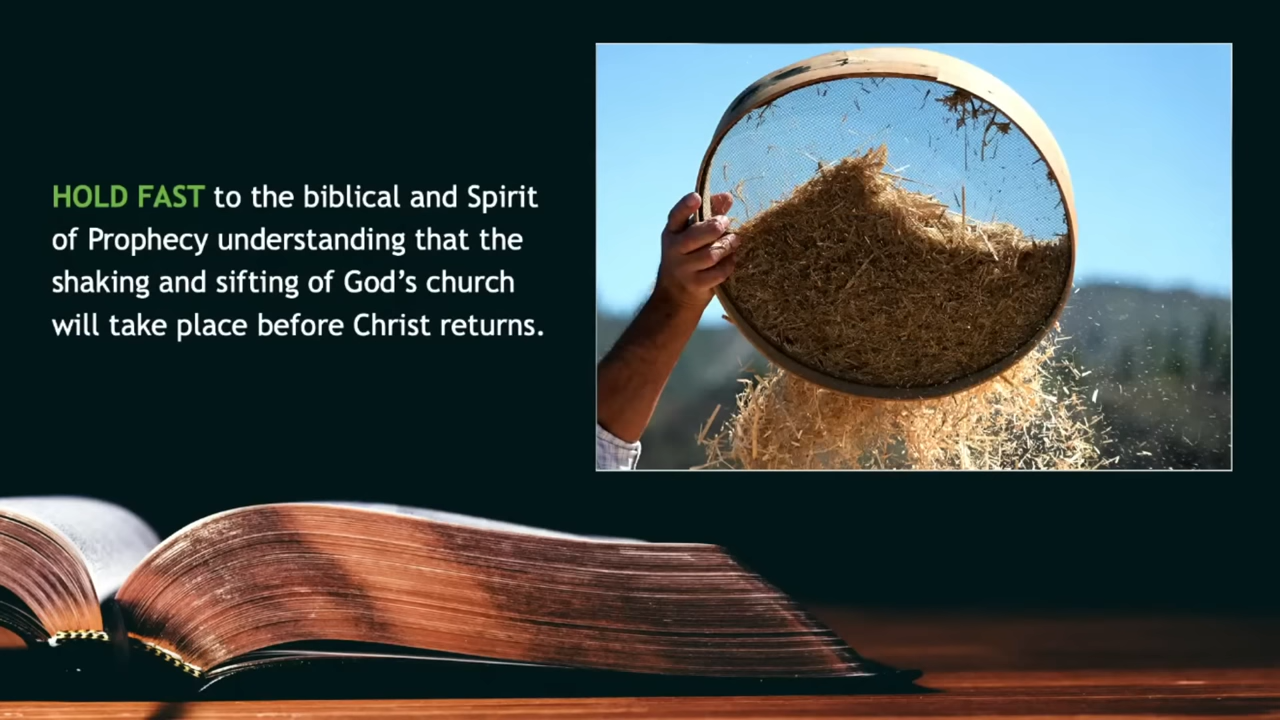 HOLD FAST to the biblical and Spirit
of Prophecy understanding that the
shaking and sifting of God’s church
will take place before Christ returns.